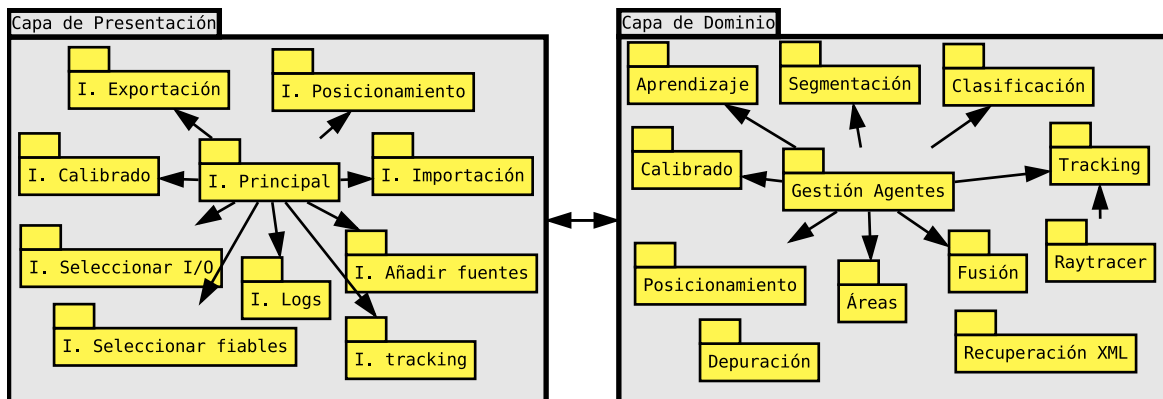 Capa de Presentación
I. Exportación
I. Posicionamiento
I. Calibrado
I. Principal
I. Importación
I. Seleccionar I/O
I. Logs
I. Añadir fuentes
I. Seleccionar fiables
I. tracking
Capa de Dominio
Aprendizaje
Segmentación
Clasificación
Calibrado
Gestión Agentes
Tracking
Posicionamiento
Áreas
Fusión
Raytracer
Depuración
Recuperación XML